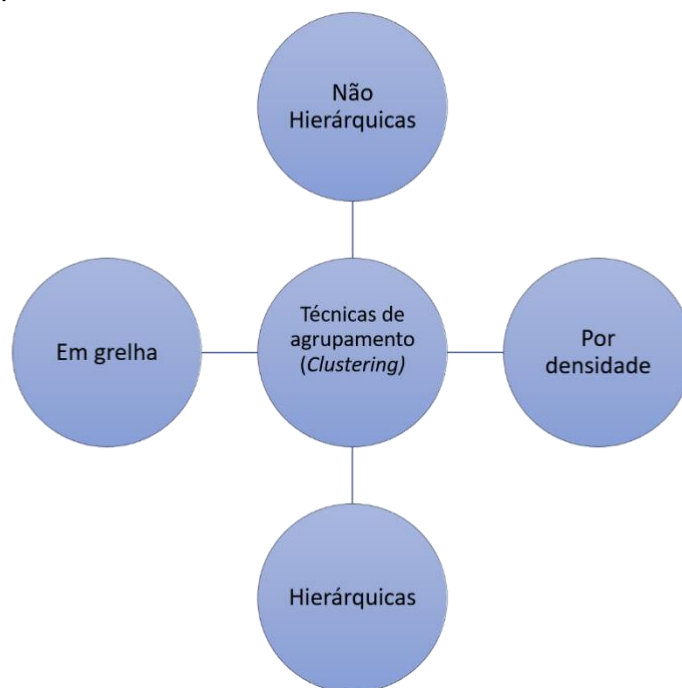 Não
Hierárquicas
Técnicas de
agrupamento
(Clustering)
Em grelha
Por
densidade
Hierárquicas